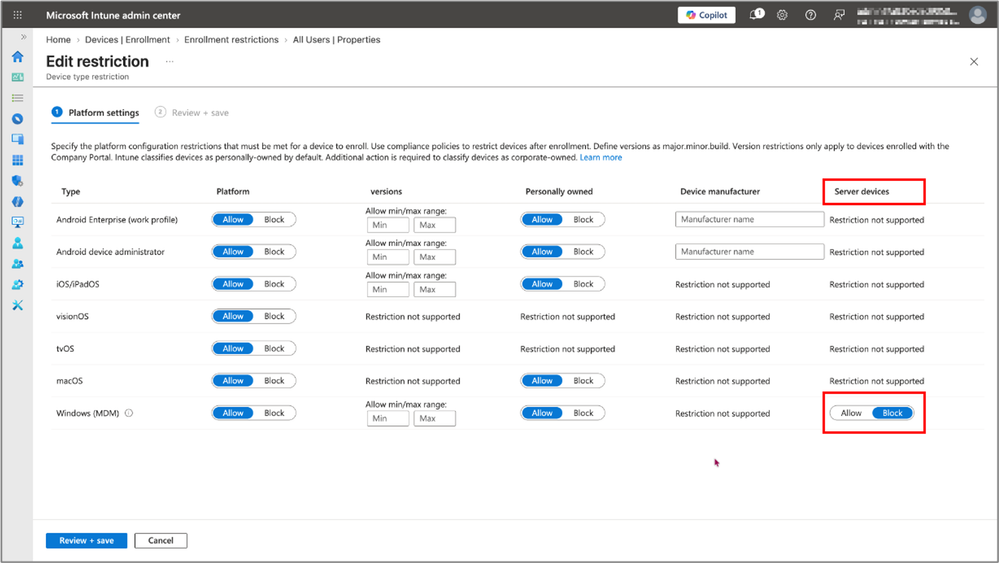 Microsoft Intune admin center
Copilot
1
Home > Devices | Enrollment > Enrollment restrictions > All Users | Properties
Edit restriction ...
Device type restriction
1 Platform settings 2 Review + save
Specify the platform configuration restrictions that must be met for a device to enroll. Use compliance policies to restrict devices after enrollment. Define versions as major.minor.build. Version restrictions only apply to devices enrolled with the
Company Portal. Intune classifies devices as personally-owned by default. Additional action is required to classify devices as corporate-owned. Learn more
Type Platform versions Personally owned Device manufacturer Server devices
Allow min/max range:
Android Enterprise (work profile) Allow Block Min Max Allow Block Manufacturer name Restriction not supported
Allow min/max range:
Android device administrator Allow Block Min Max Allow Block Manufacturer name Restriction not supported
Allow min/max range:
iOS/iPadOS Allow Block Min Max Allow Block Restriction not supported Restriction not supported
visionOS Allow Block Restriction not supported Restriction not supported Restriction not supported Restriction not supported
tvOS Allow Block Restriction not supported Restriction not supported Restriction not supported Restriction not supported
macOS Allow Block Restriction not supported Allow Block Restriction not supported Restriction not supported
Allow min/max range:
Windows (MDM) Allow Block Min Max Allow Block Restriction not supported Allow Block
Review + save Cancel